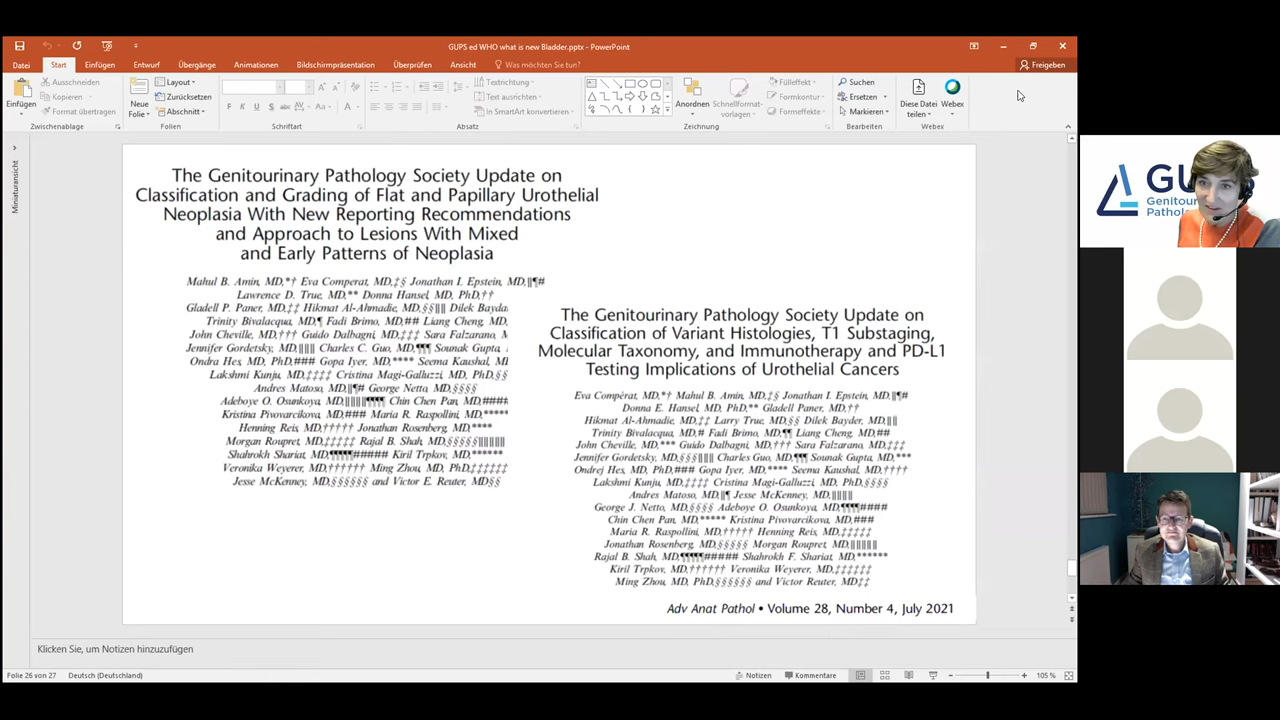 GUPS ed WHO what is new Bladder.pptx - PowerPoint
Datei Start Einfügen Entwurf Übergänge Animationen Bildschirmpräsentation Überprüfen Ansicht Was möchten Sie tun? Freigeben
Einfügen
Ausschneiden
Kopieren
Format übertragen
Zwischenablage
Neue
Folie
Layout
Zurücksetzen
Abschnitt
Folien
F K U S abc AV Aa A
Schriftart
Textrichtung
Text ausrichten
In SmartArt konvertieren
Absatz
Anordnen
Schnellformat-
vorlagen
Fülleffekt
Formkontur
Formeffekte
Zeichnung
Suchen
Ersetzen
Markieren
Bearbeiten
Diese Datei
teilen
Webex
Webex
Miniaturansicht
The Genitourinary Pathology Society Update on
Classification and Grading of Flat and Papillary Urothelial
Neoplasia With New Reporting Recommendations
and Approach to Lesions With Mixed
and Early Patterns of Neoplasia
Mahul B. Amin, MD,*† Eva Comperat, MD,‡§ Jonathan I. Epstein, MD,∥¶#
Lawrence D. True, MD,** Donna Hansel, MD, PhD,††
Gladell P. Paner, MD,‡‡ Hikmat Al-Ahmadie, MD,§§∥∥ Dilek Bayda
Trinity Bivalacqua, MD,¶ Fadi Brimo, MD,## Liang Cheng, MD,
John Cheville, MD,††† Guido Dalbagni, MD,‡‡‡ Sara Falzarano, M
Jennifer Gordetsky, MD,∥∥∥∥ Charles C. Guo, MD,¶¶¶ Sounak Gupta,
Ondra Hes, MD, PhD,### Gopa Iyer, MD,**** Seema Kaushal, MD
Lakshmi Kunju, MD,‡‡‡‡ Cristina Magi-Galluzzi, MD, PhD,§§
Andres Matoso, MD,∥¶# George Netto, MD,§§§§
Adeboye O. Osunkoya, MD,∥∥∥∥¶¶¶¶ Chin Chen Pan, MD,####
Kristina Pivovarcikova, MD,### Maria R. Raspollini, MD,*****
Henning Reis, MD,††††† Jonathan Rosenberg, MD,****
Morgan Roupret, MD,‡‡‡‡‡ Rajal B. Shah, MD,§§§§§∥∥∥∥∥
Shahrokh Shariat, MD,¶¶¶¶¶##### Kiril Trpkov, MD,******
Veronika Weyerer, MD,†††††† Ming Zhou, MD, PhD,‡‡‡‡‡‡
Jesse McKenney, MD,§§§§§§ and Victor E. Reuter, MD§§
The Genitourinary Pathology Society Update on
Classification of Variant Histologies, T1 Substaging,
Molecular Taxonomy, and Immunotherapy and PD-L1
Testing Implications of Urothelial Cancers
Eva Compérat, MD,*† Mahul B. Amin, MD,‡§ Jonathan I. Epstein, MD,∥¶#
Donna E. Hansel, MD, PhD,** Gladell Paner, MD,††
Hikmat Al-Ahmadie, MD,‡‡ Larry True, MD,§§ Dilek Bayder, MD,∥∥
Trinity Bivalacqua, MD,# Fadi Brimo, MD,¶¶ Liang Cheng, MD,##
John Cheville, MD,*** Guido Dalbagni, MD,††† Sara Falzarano, MD,‡‡‡
Jennifer Gordetsky, MD,§§§∥∥∥ Charles Guo, MD,¶¶¶ Sounak Gupta, MD,***
Ondrej Hes, MD, PhD,### Gopa Iyer, MD,**** Seema Kaushal, MD,††††
Lakshmi Kunju, MD,‡‡‡‡ Cristina Magi-Galluzzi, MD, PhD,§§§§
Andres Matoso, MD,∥¶ Jesse McKenney, MD,∥∥∥∥
George J. Netto, MD,§§§§ Adeboye O. Osunkoya, MD,¶¶¶¶####
Chin Chen Pan, MD,***** Kristina Pivovarcikova, MD,###
Maria R. Raspollini, MD,††††† Henning Reis, MD,‡‡‡‡‡
Jonathan Rosenberg, MD,§§§§§ Morgan Roupret, MD,∥∥∥∥∥
Rajal B. Shah, MD,¶¶¶¶¶##### Shahrokh F. Shariat, MD,******
Kiril Trpkov, MD,†††††† Veronika Weyerer, MD,‡‡‡‡‡‡
Ming Zhou, MD, PhD,§§§§§§ and Victor Reuter, MD‡‡
Adv Anat Pathol • Volume 28, Number 4, July 2021
Klicken Sie, um Notizen hinzuzufügen
Folie 26 von 27 Deutsch (Deutschland) Notizen Kommentare 105 %
GU
Genitour
Patholo